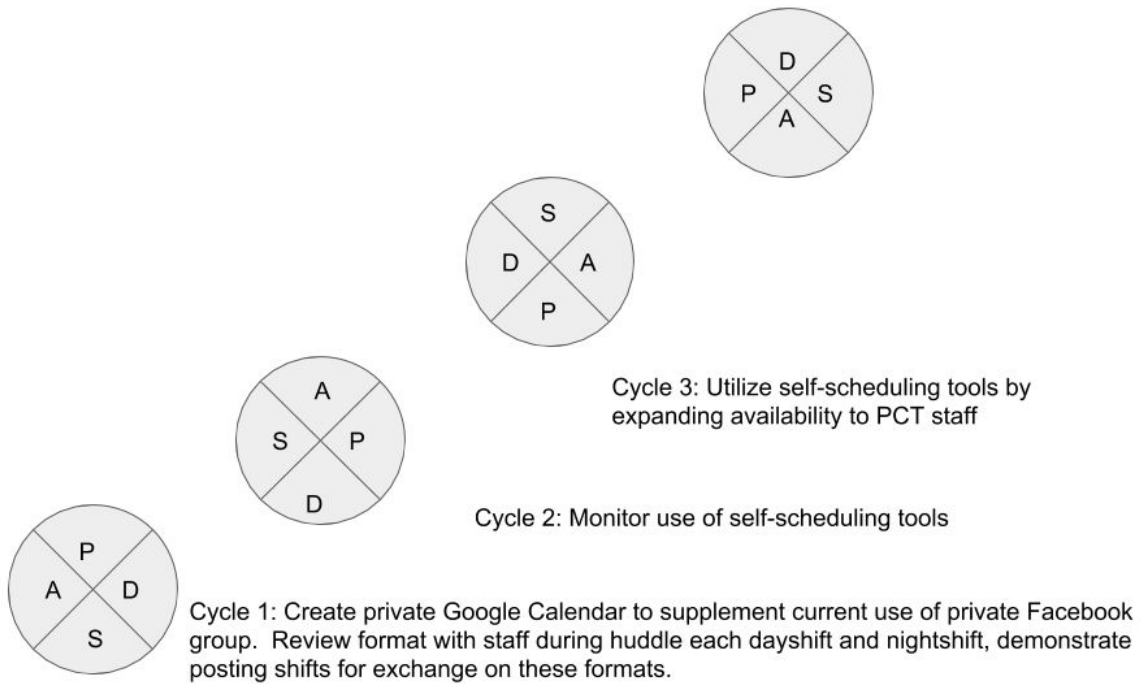 D
P S
A
S
D A
P
Cycle 3: Utilize self-scheduling tools by
expanding availability to PCT staff
A
S P
D
Cycle 2: Monitor use of self-scheduling tools
P
A D
S
Cycle 1: Create private Google Calendar to supplement current use of private Facebook
group.  Review format with staff during huddle each dayshift and nightshift, demonstrate
posting shifts for exchange on these formats.